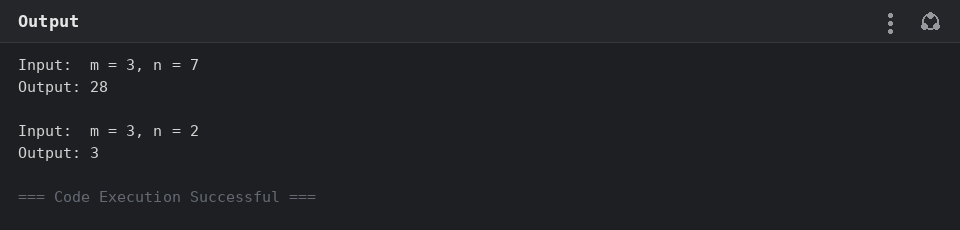 Output
Input:  m = 3, n = 7
Output: 28
Input:  m = 3, n = 2
Output: 3
=== Code Execution Successful ===